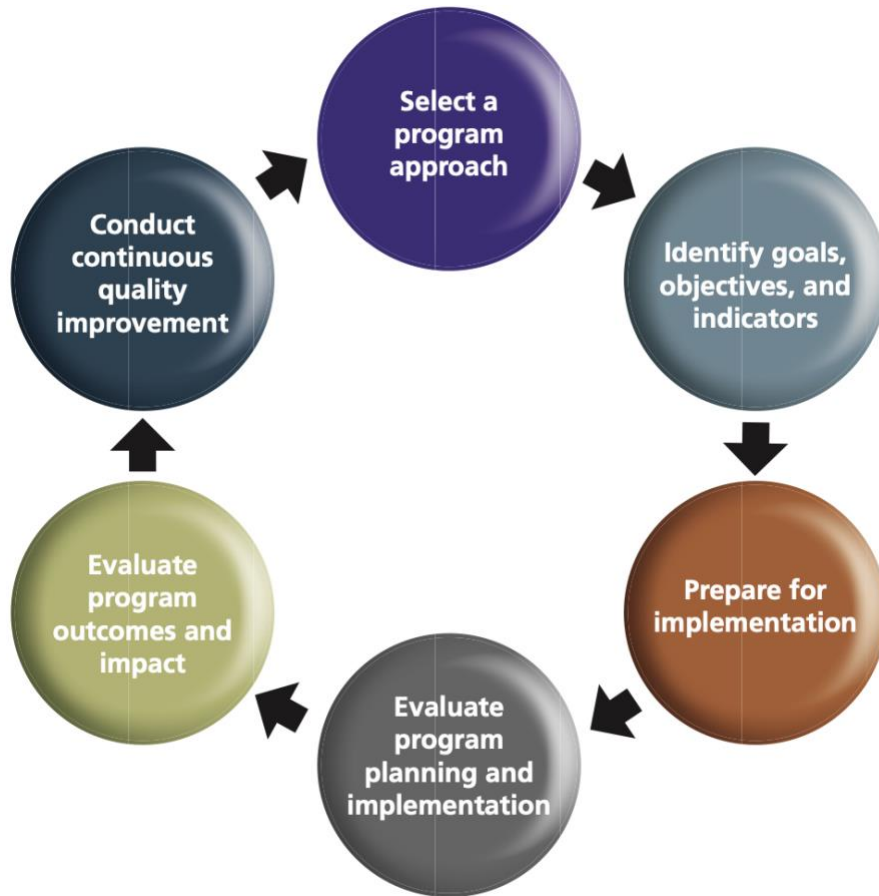 Select a
program
approach
Identify goals,
objectives, and
indicators
Prepare for
implementation
Evaluate
program
planning and
implementation
Evaluate
program
outcomes and
impact
Conduct
continuous
quality
improvement